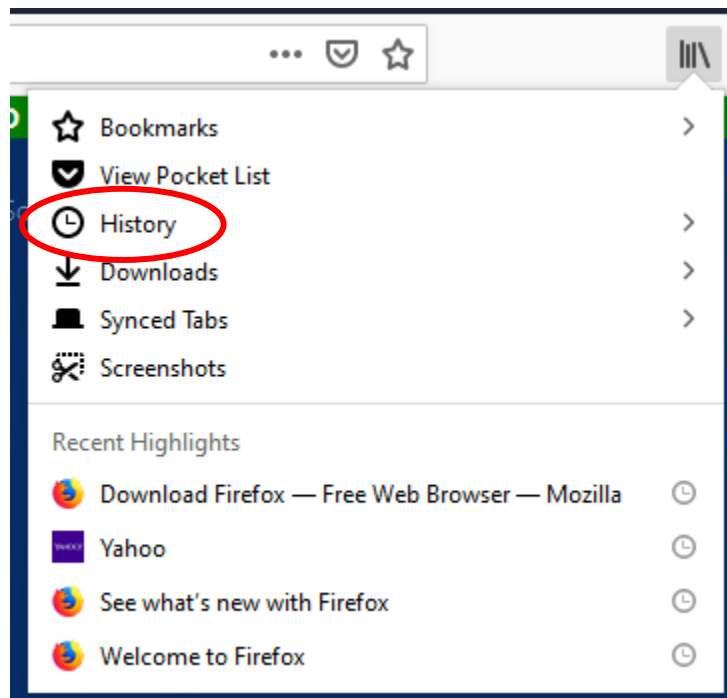 Bookmarks
View Pocket List
History
Downloads
Synced Tabs
Screenshots
Recent Highlights
Download Firefox — Free Web Browser — Mozilla
Yahoo
See what's new with Firefox
Welcome to Firefox